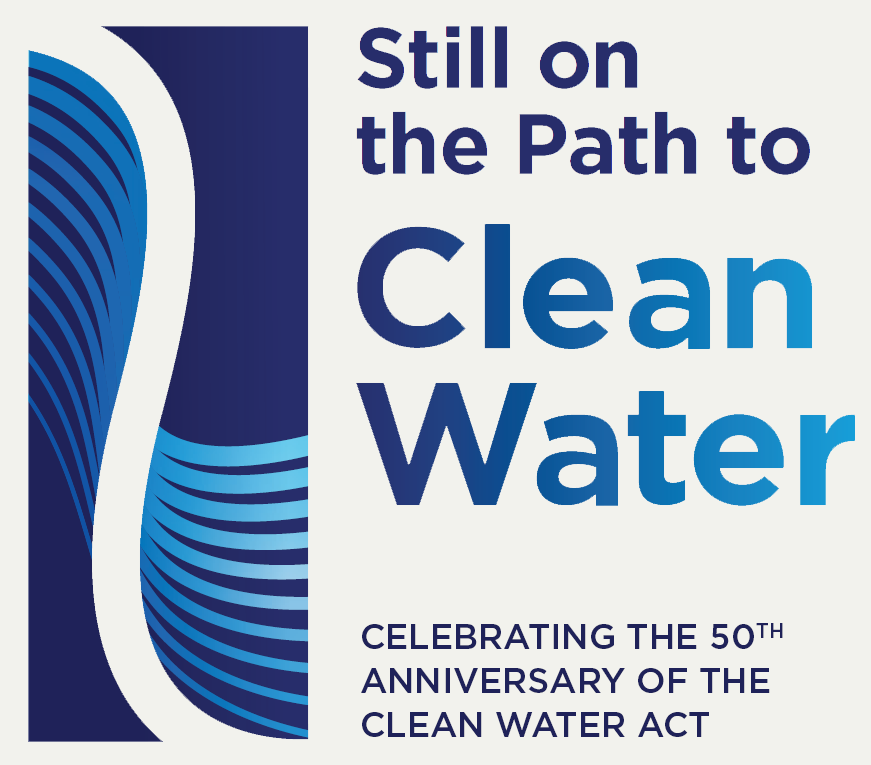 Still on
the Path to
Clean
Water
CELEBRATING THE 50TH
ANNIVERSARY OF THE
CLEAN WATER ACT